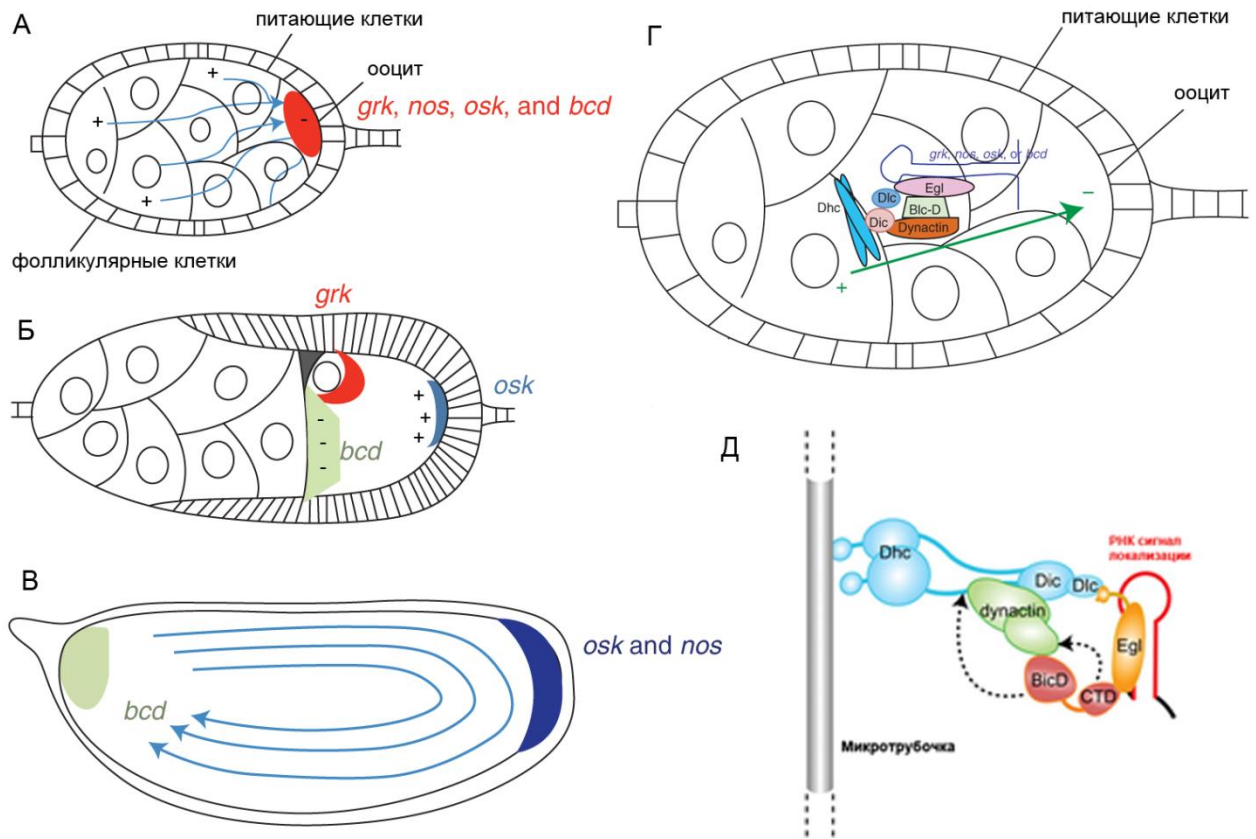 А
питающие клетки
ооцит
grk, nos, osk, and bcd
+
+
+
-
фолликулярные клетки
Б
grk
osk
+
+
+
-
-
-
bcd
В
osk and nos
bcd
Г
питающие клетки
ооцит
grk, nos, osk, or bcd
Egl
Dlc
Dhc
Blc-D
Dic
Dynactin
−
+
Д
РНК сигнал
локализации
Dhc
Dic
Dlc
dynactin
Egl
BicD
CTD
Микротрубочка